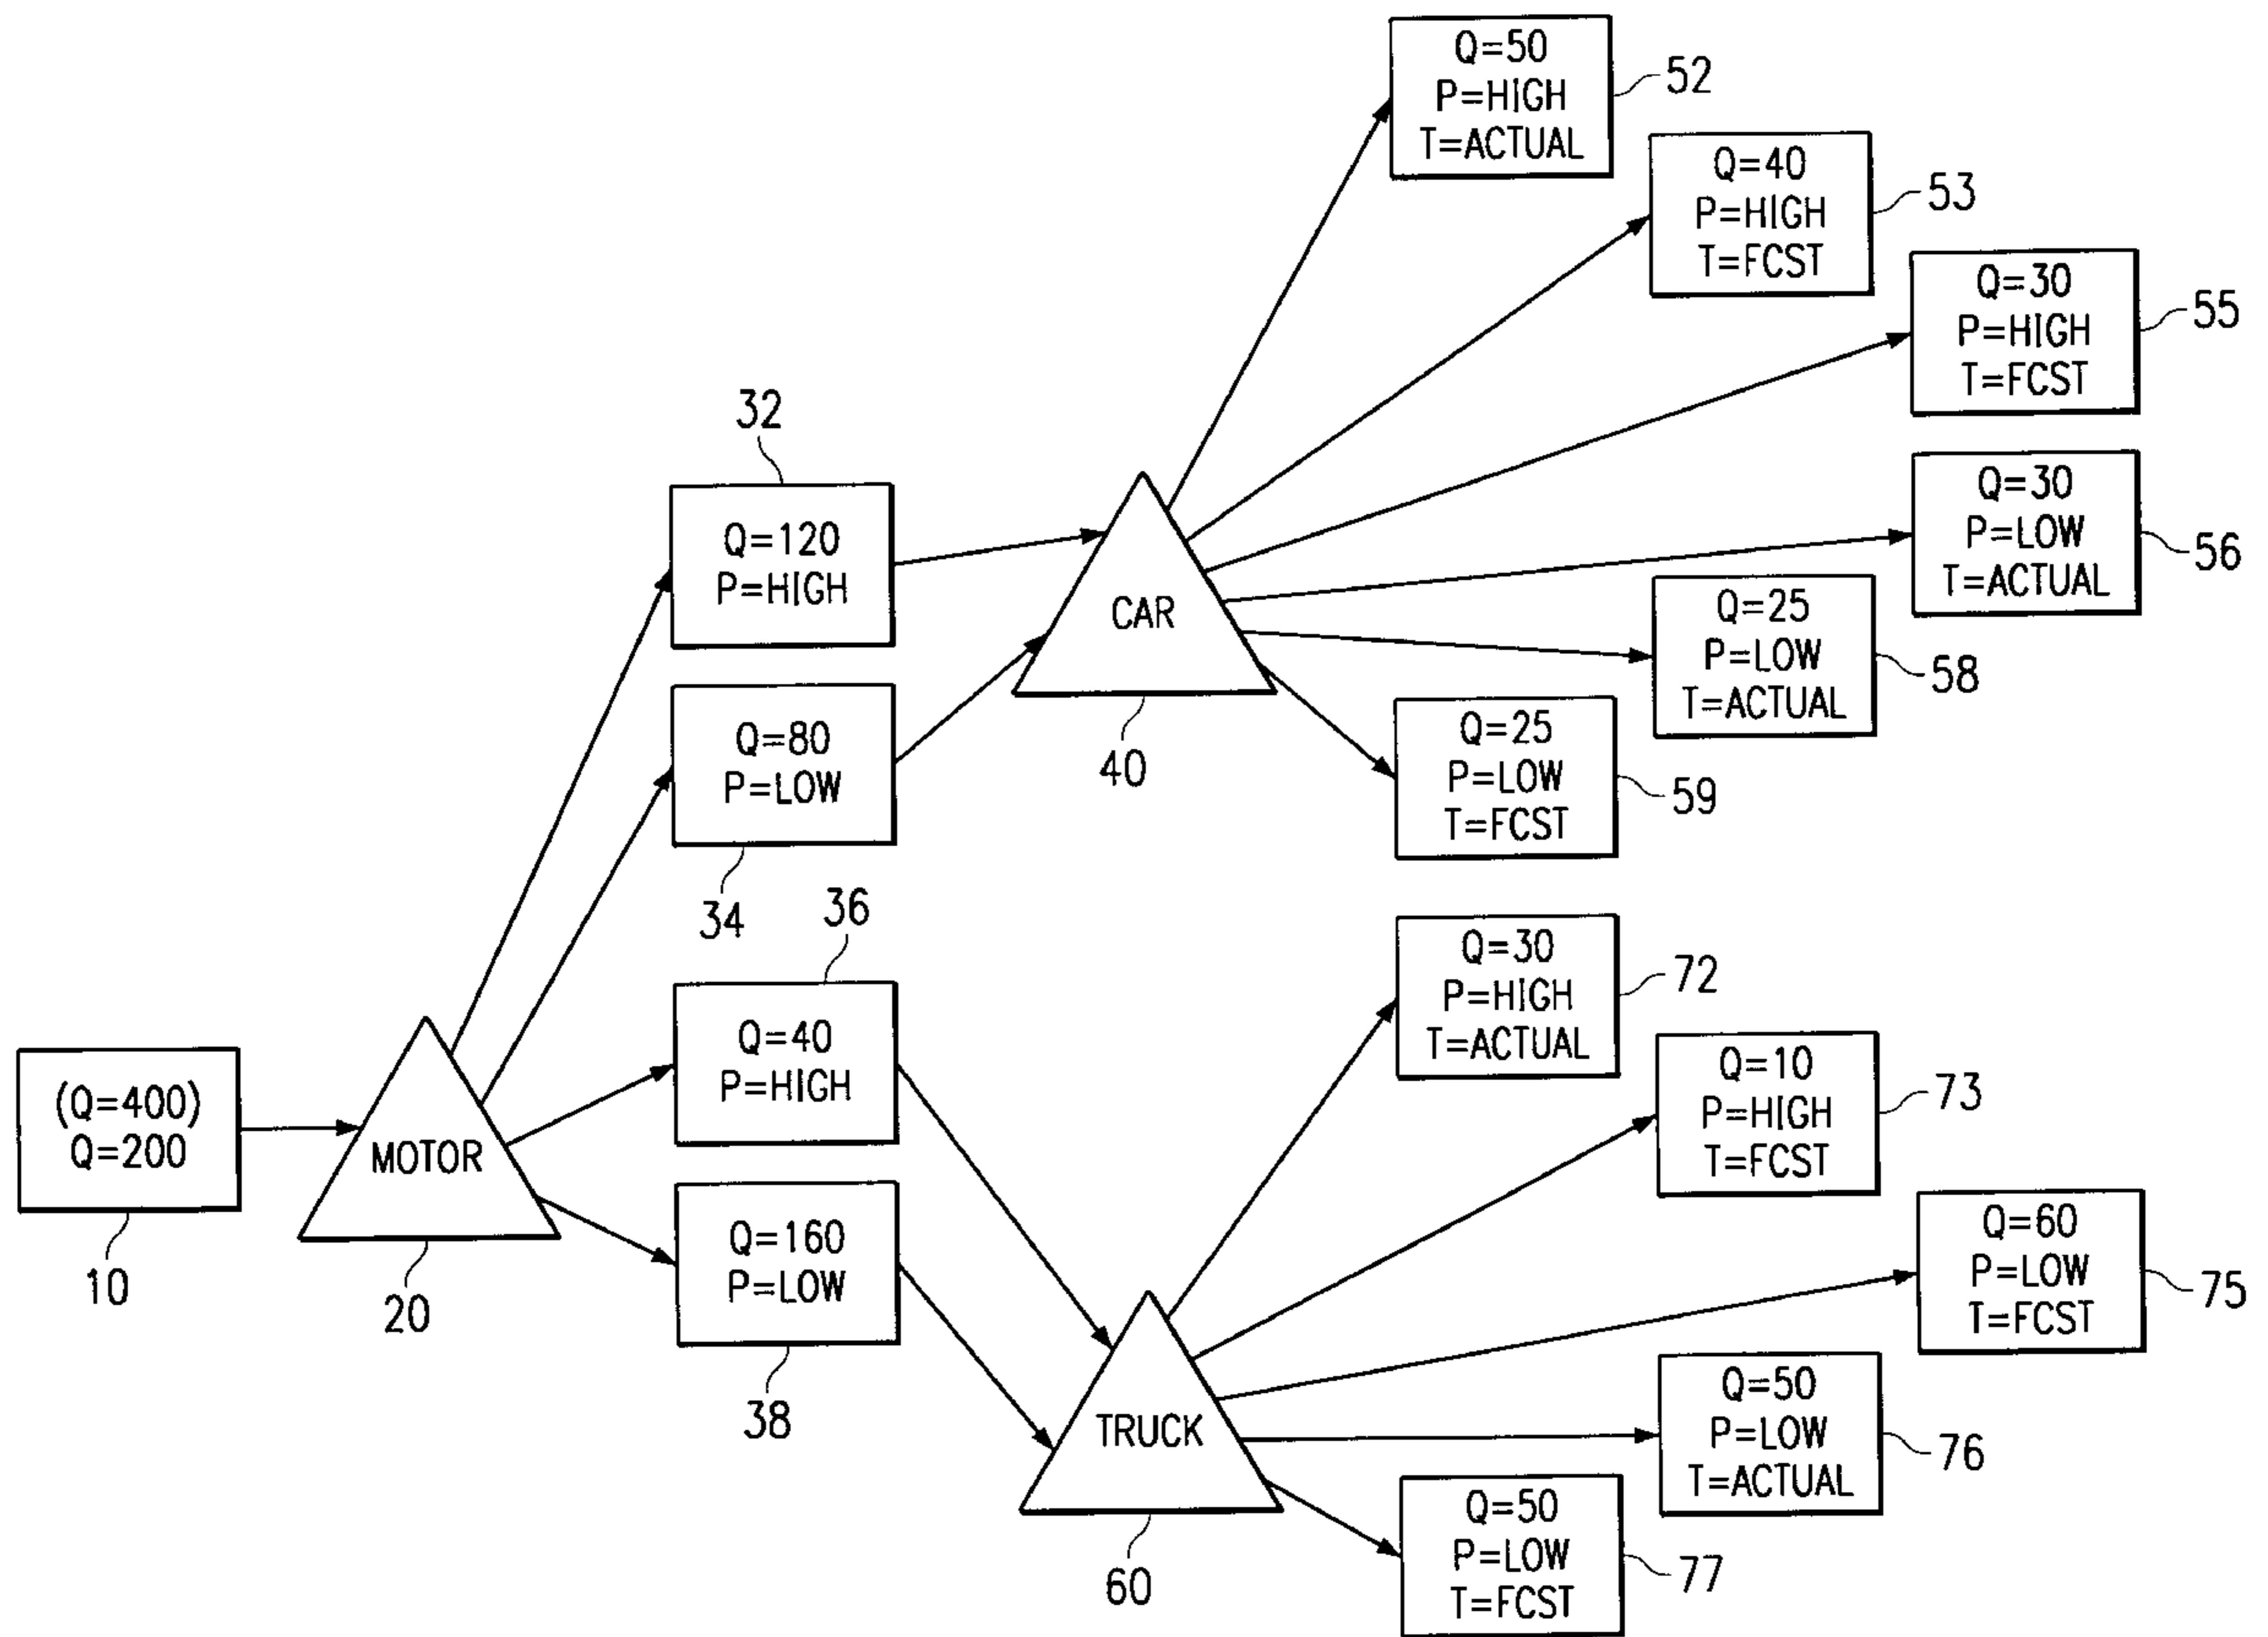 Q=50
P=HIGH
T=ACTUAL
52
Q=40
P=HIGH
T=FCST
53
Q=30
P=HIGH
T=FCST
55
32
Q=120
P=HIGH
CAR
40
Q=30
P=LOW
T=ACTUAL
56
Q=25
P=LOW
T=ACTUAL
58
Q=80
P=LOW
34
Q=25
P=LOW
T=FCST
59
36
Q=40
P=HIGH
Q=30
P=HIGH
T=ACTUAL
72
(Q=400)
Q=200
10
MOTOR
20
Q=160
P=LOW
38
Q=10
P=HIGH
T=FCST
73
Q=60
P=LOW
T=FCST
75
TRUCK
60
Q=50
P=LOW
T=ACTUAL
76
Q=50
P=LOW
T=FCST
77